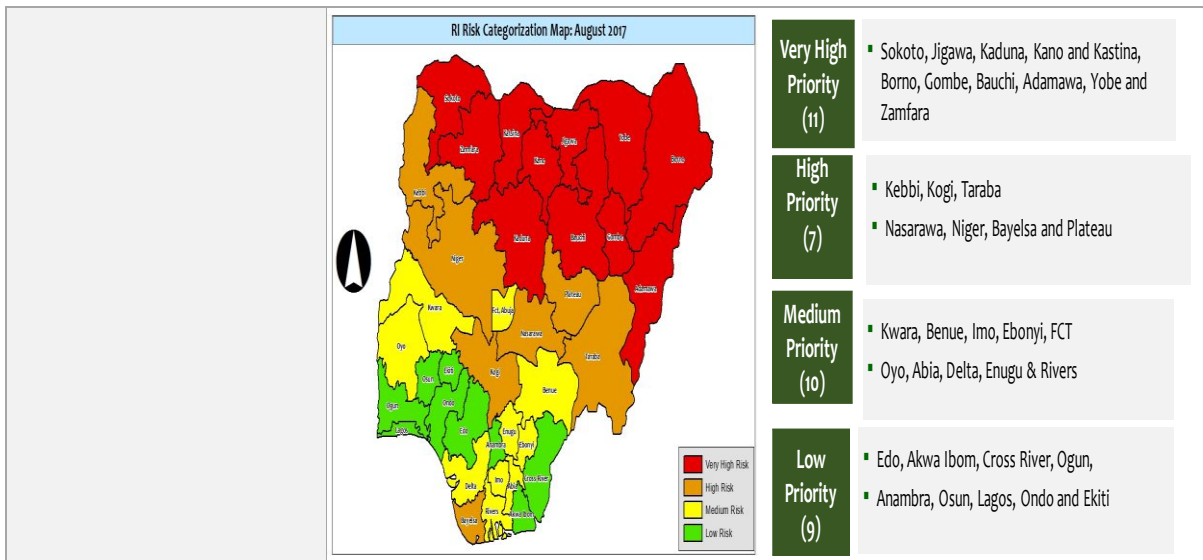 RI Risk Categorization Map: August 2017
Sokoto
Katsina
Jigawa
Yobe
Borno
Zamfara
Kano
Kebbi
Kaduna
Bauchi
Gombe
Niger
Adamawa
Plateau
Fct, Abuja
Kwara
Nasarawa
Taraba
Oyo
Kogi
Ekiti
Osun
Benue
Ogun
Ondo
Edo
Lagos
Enugu
Anambra
Ebonyi
Cross River
Delta
Imo
Abia
Rivers
Akwa Ibom
Bayelsa
Very High Risk
High Risk
Medium Risk
Low Risk
Very High
Priority
(11)
▪ Sokoto, Jigawa, Kaduna, Kano and Kastina,
Borno, Gombe, Bauchi, Adamawa, Yobe and
Zamfara
High
Priority
(7)
▪ Kebbi, Kogi, Taraba
▪ Nasarawa, Niger, Bayelsa and Plateau
Medium
Priority
(10)
▪ Kwara, Benue, Imo, Ebonyi, FCT
▪ Oyo, Abia, Delta, Enugu & Rivers
Low
Priority
(9)
▪ Edo, Akwa Ibom, Cross River, Ogun,
▪ Anambra, Osun, Lagos, Ondo and Ekiti